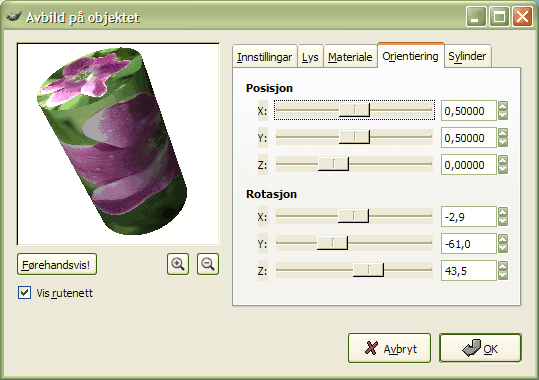 Avbild på objektet
Innstillingar Lys Materiale Orientiering Sylinder
Posisjon
X: 0,50000
Y: 0,50000
Z: 0,00000
Rotasjon
X: -2,9
Y: -61,0
Z: 43,5
Førehandsvis!
Vis rutenett
Avbryt OK